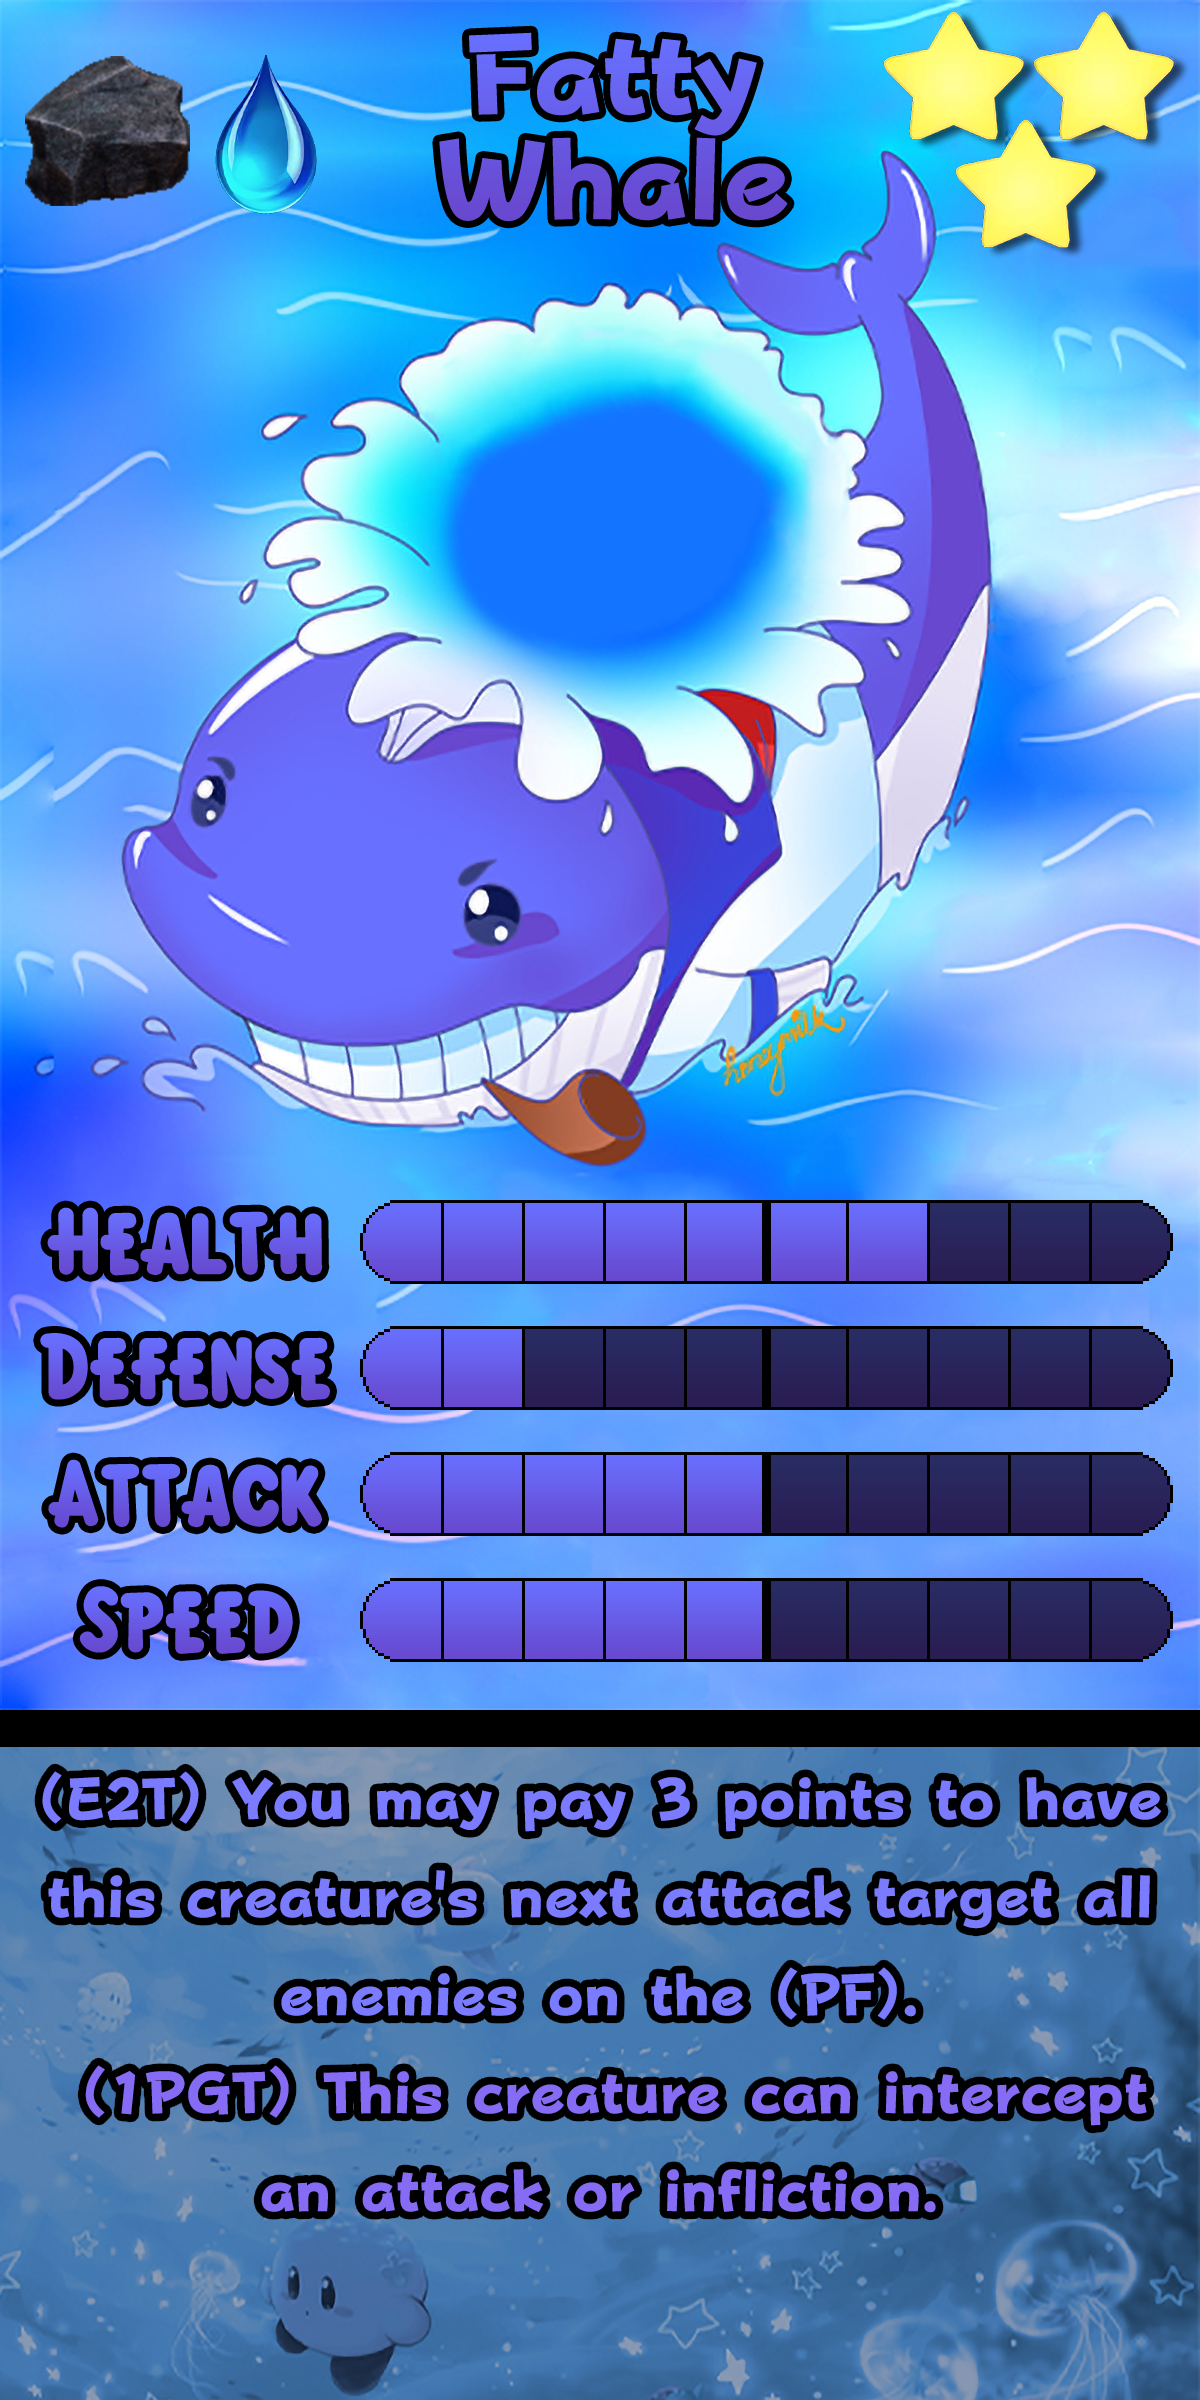 Fatty
Whale
honeymilk
HEALTH
DEFENSE
ATTACK
SPEED
(E2T) You may pay 3 points to have
this creature's next attack target all
enemies on the (PF).
(1PGT) This creature can intercept
an attack or infliction.